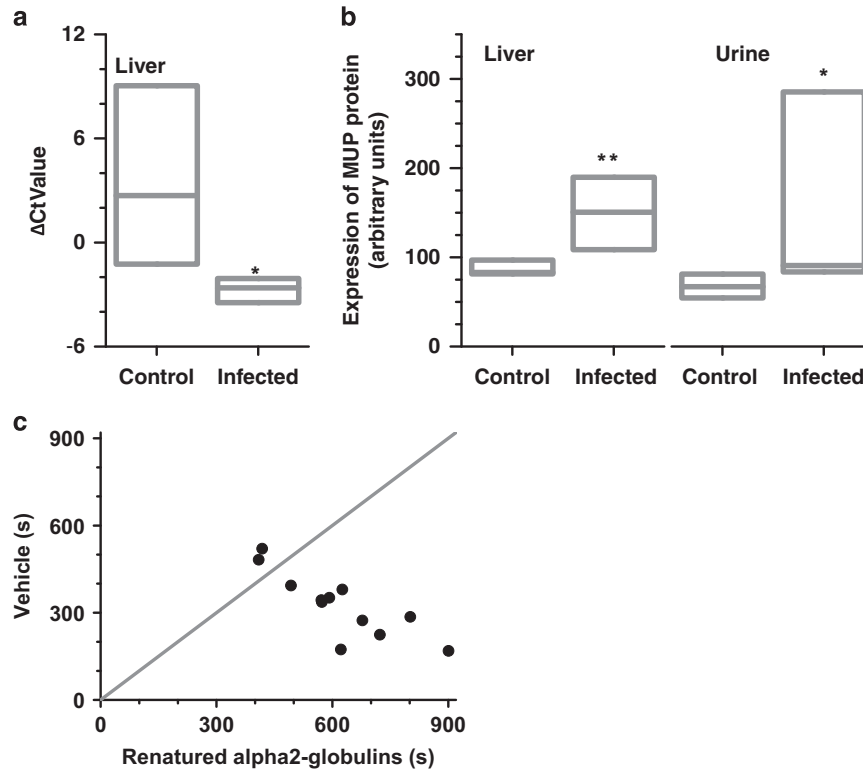 a
12
6
0
-6
ΔCtValue
Liver
*
Control Infected
b
300
200
100
0
Expression of MUP protein
(arbitrary units)
Liver
Urine
**
*
Control Infected Control Infected
c
900
600
300
0
Vehicle (s)
0 300 600 900
Renatured alpha2-globulins (s)